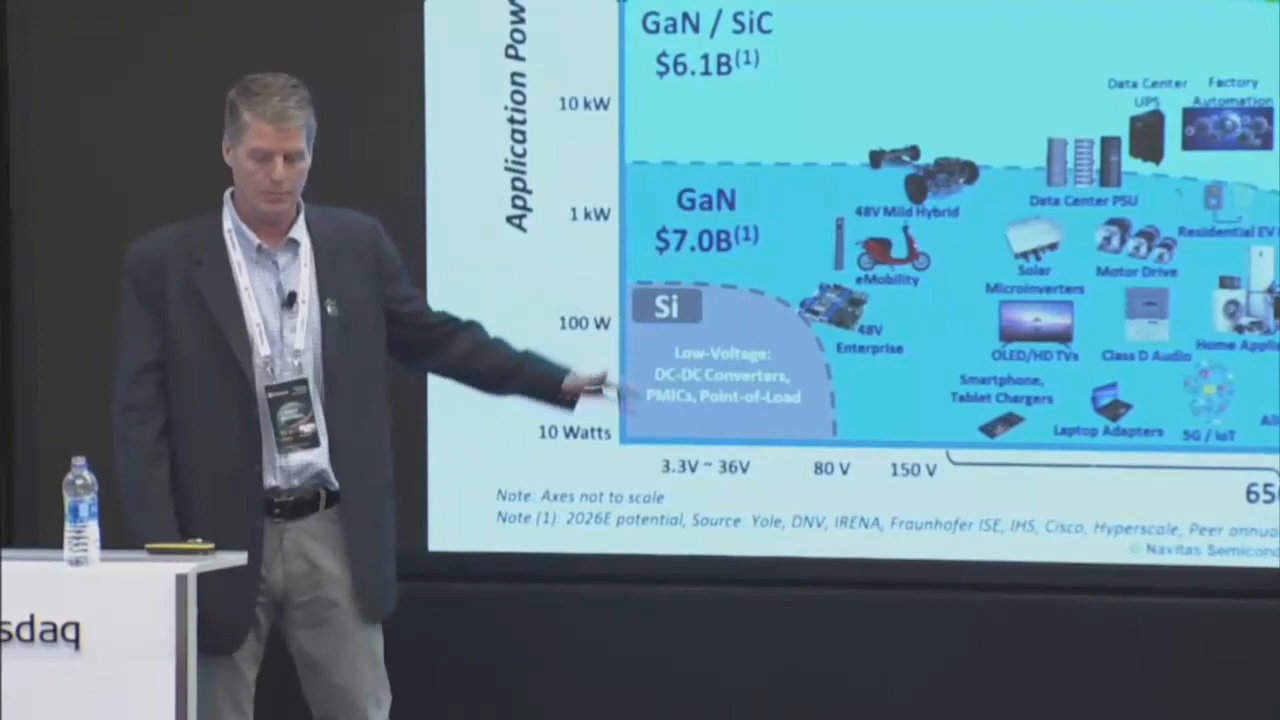 Application Pow
GaN / SiC
$6.1B(1)
10 kW
Data Center
UPS
Factory
Automation
GaN
$7.0B(1)
1 kW
48V Mild Hybrid
Data Center PSU
Residential EV
eMobility
Solar
Microinverters
Motor Drive
Si
100 W
48V
Enterprise
OLED/HD TVs
Class D Audio
Home Applia
Low-Voltage:
DC-DC Converters,
PMICs, Point-of-Load
Smartphone,
Tablet Chargers
Laptop Adapters
5G / IoT
10 Watts
3.3V ~ 36V
80 V
150 V
65
Note: Axes not to scale
Note (1): 2026E potential, Source: Yole, DNV, IRENA, Fraunhofer ISE, IHS, Cisco, Hyperscale, Peer annua
© Navitas Semicon
sdaq